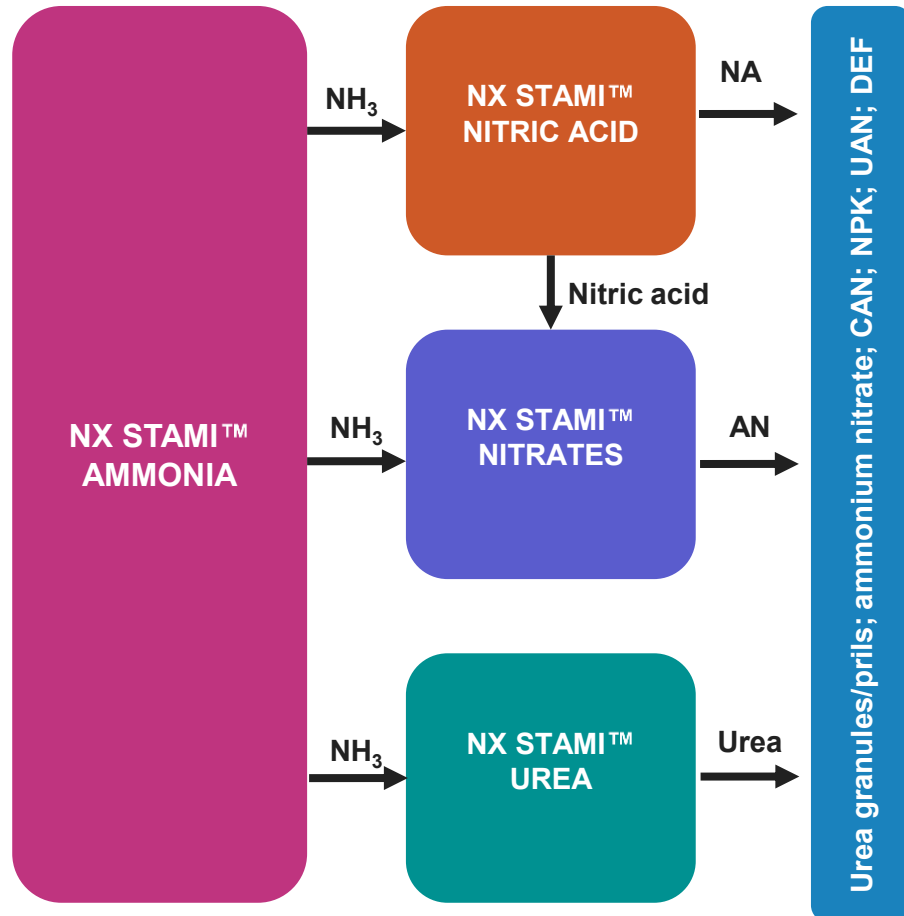 NX STAMI™
AMMONIA
NH₃
NX STAMI™
NITRIC ACID
NA
Nitric acid
NH₃
NX STAMI™
NITRATES
AN
NH₃
NX STAMI™
UREA
Urea
Urea granules/prils; ammonium nitrate; CAN; NPK; UAN; DEF